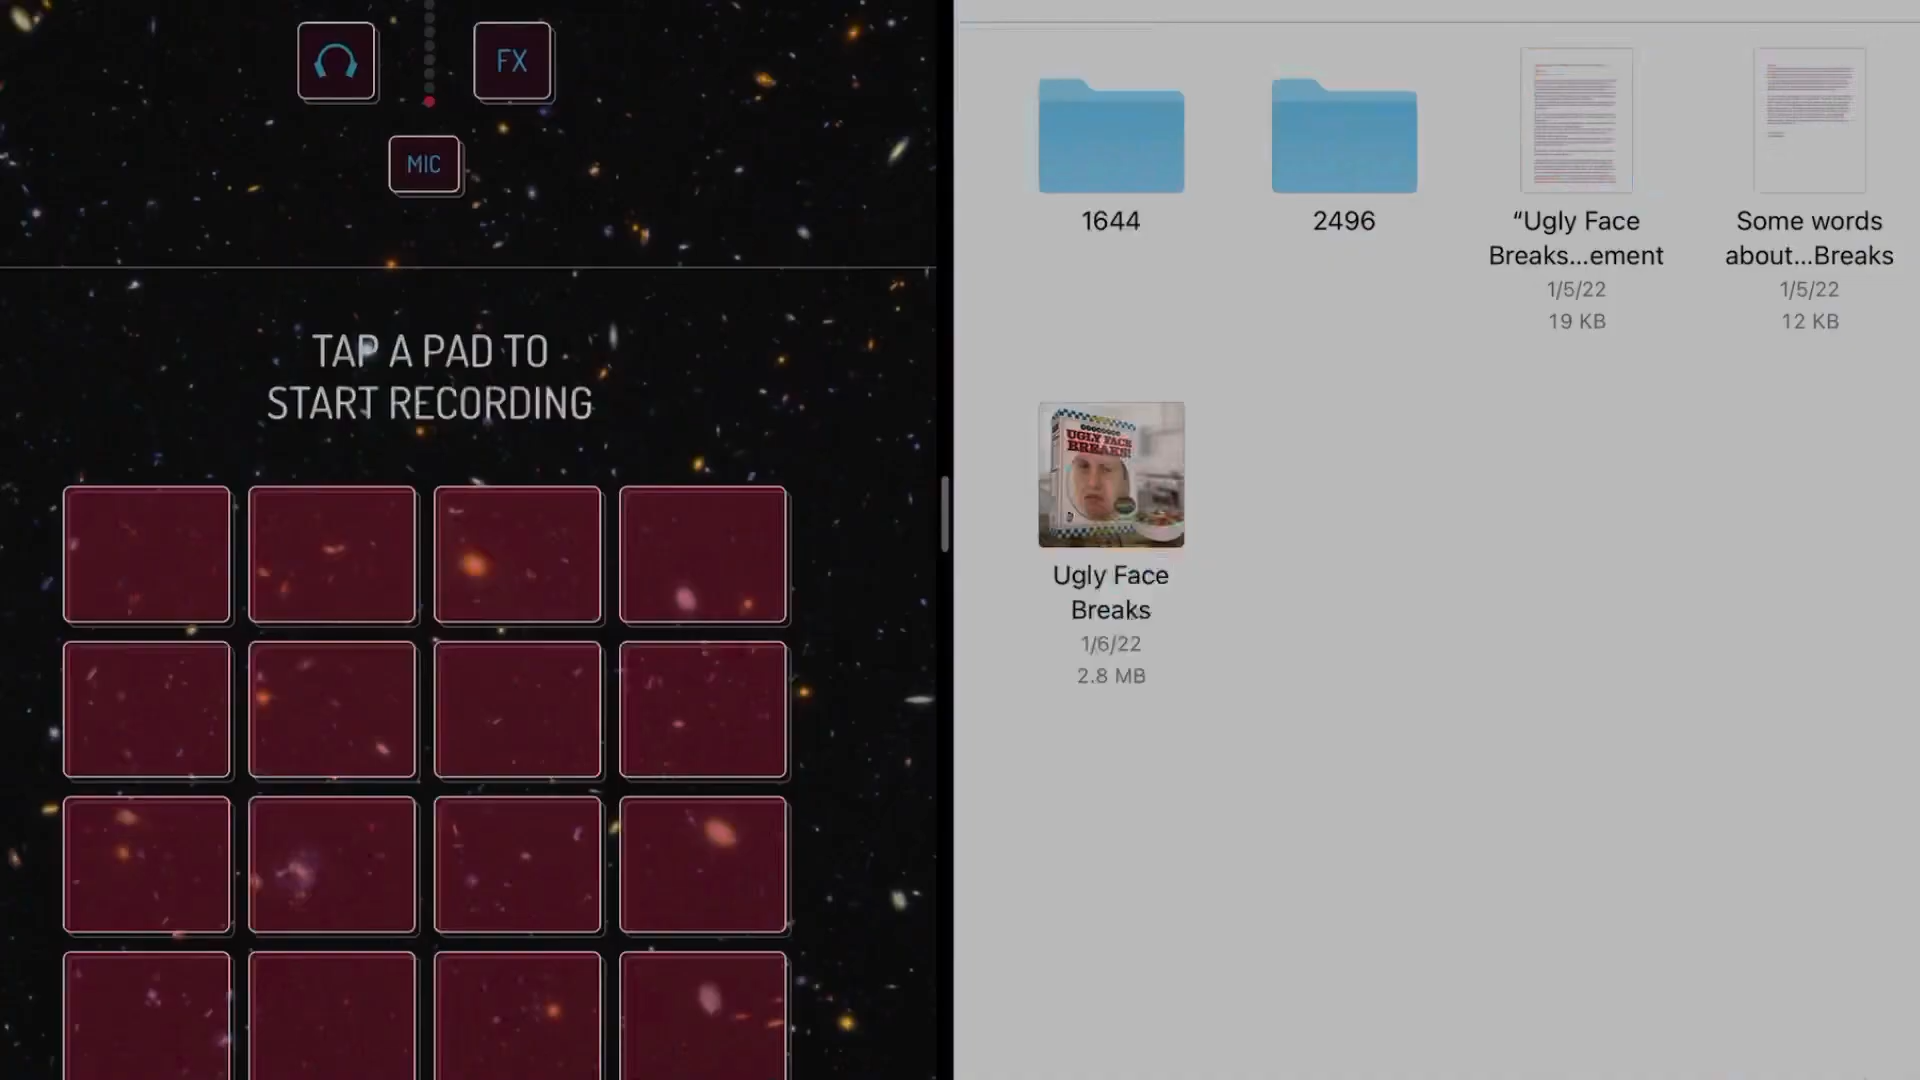 FX
MIC
TAP A PAD TO
START RECORDING
1644
2496
“Ugly Face
Breaks...ement
1/5/22
19 KB
Some words
about...Breaks
1/5/22
12 KB
UGLY FACE
BREAKS!
Ugly Face
Breaks
1/6/22
2.8 MB